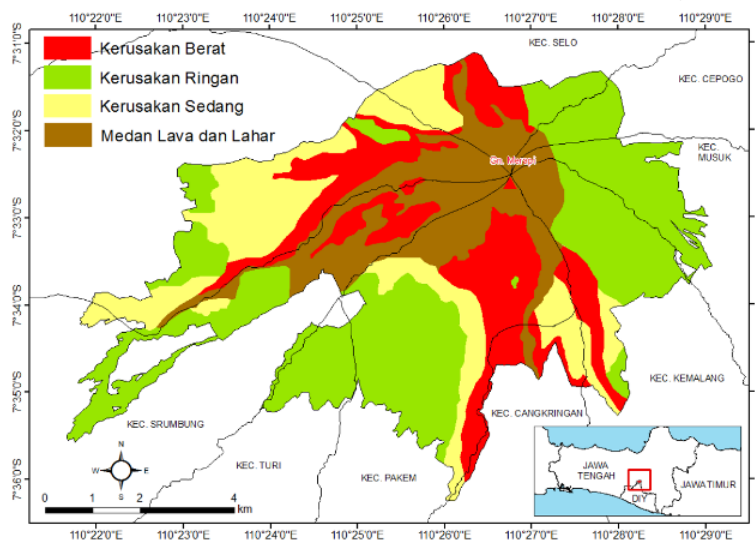 110°22'0"E 110°23'0"E 110°24'0"E 110°25'0"E 110°26'0"E 110°27'0"E 110°28'0"E 110°29'0"E
7°31'0"S
7°32'0"S
7°33'0"S
7°34'0"S
7°35'0"S
7°36'0"S
Kerusakan Berat
Kerusakan Ringan
Kerusakan Sedang
Medan Lava dan Lahar
KEC. SELO
KEC. CEPOGO
KEC.
MUSUK
Gn. Merapi
KEC. KEMALANG
KEC. CANGKRINGAN
KEC. SRUMBUNG
KEC. TURI
KEC. PAKEM
N
W E
S
0 1 2 4
km
JAWA
TENGAH
JAWA TIMUR
DIY
110°22'0"E 110°23'0"E 110°24'0"E 110°25'0"E 110°26'0"E 110°27'0"E 110°28'0"E 110°29'0"E